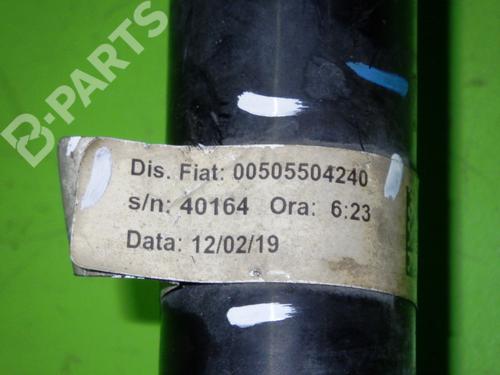 B-PARTS
Dis. Fiat: 00505504240
s/n: 40164 Ora: 6:23
Data: 12/02/19